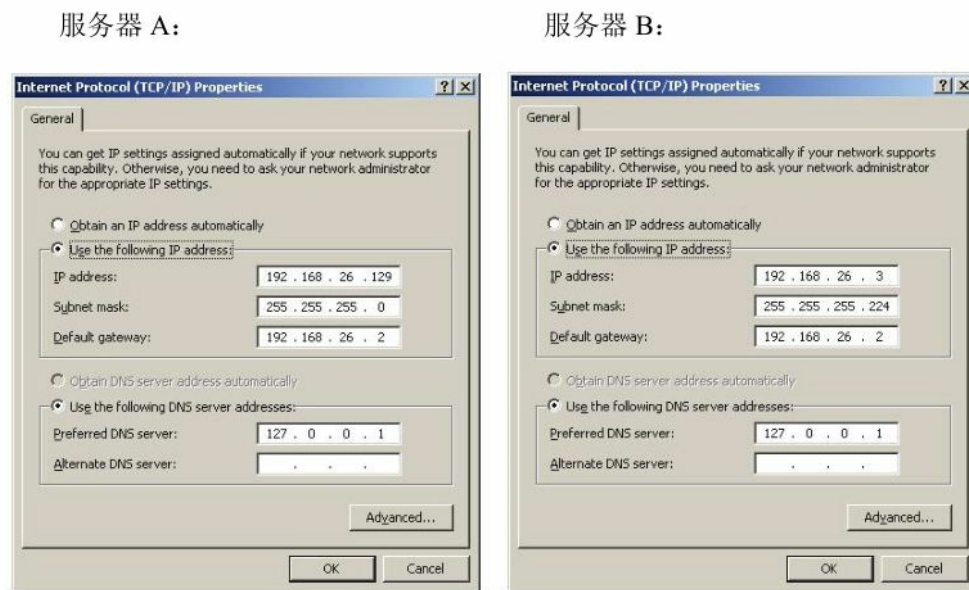 服务器 A：
Internet Protocol (TCP/IP) Properties
General
You can get IP settings assigned automatically if your network supports
this capability. Otherwise, you need to ask your network administrator
for the appropriate IP settings.
Obtain an IP address automatically
Use the following IP address:
IP address: 192 . 168 . 26 . 129
Subnet mask: 255 . 255 . 255 . 0
Default gateway: 192 . 168 . 26 . 2
Obtain DNS server address automatically
Use the following DNS server addresses:
Preferred DNS server: 127 . 0 . 0 . 1
Alternate DNS server: . . .
Advanced...
OK Cancel
服务器 B：
Internet Protocol (TCP/IP) Properties
General
You can get IP settings assigned automatically if your network supports
this capability. Otherwise, you need to ask your network administrator
for the appropriate IP settings.
Obtain an IP address automatically
Use the following IP address:
IP address: 192 . 168 . 26 . 3
Subnet mask: 255 . 255 . 255 . 224
Default gateway: 192 . 168 . 26 . 2
Obtain DNS server address automatically
Use the following DNS server addresses:
Preferred DNS server: 127 . 0 . 0 . 1
Alternate DNS server: . . .
Advanced...
OK Cancel